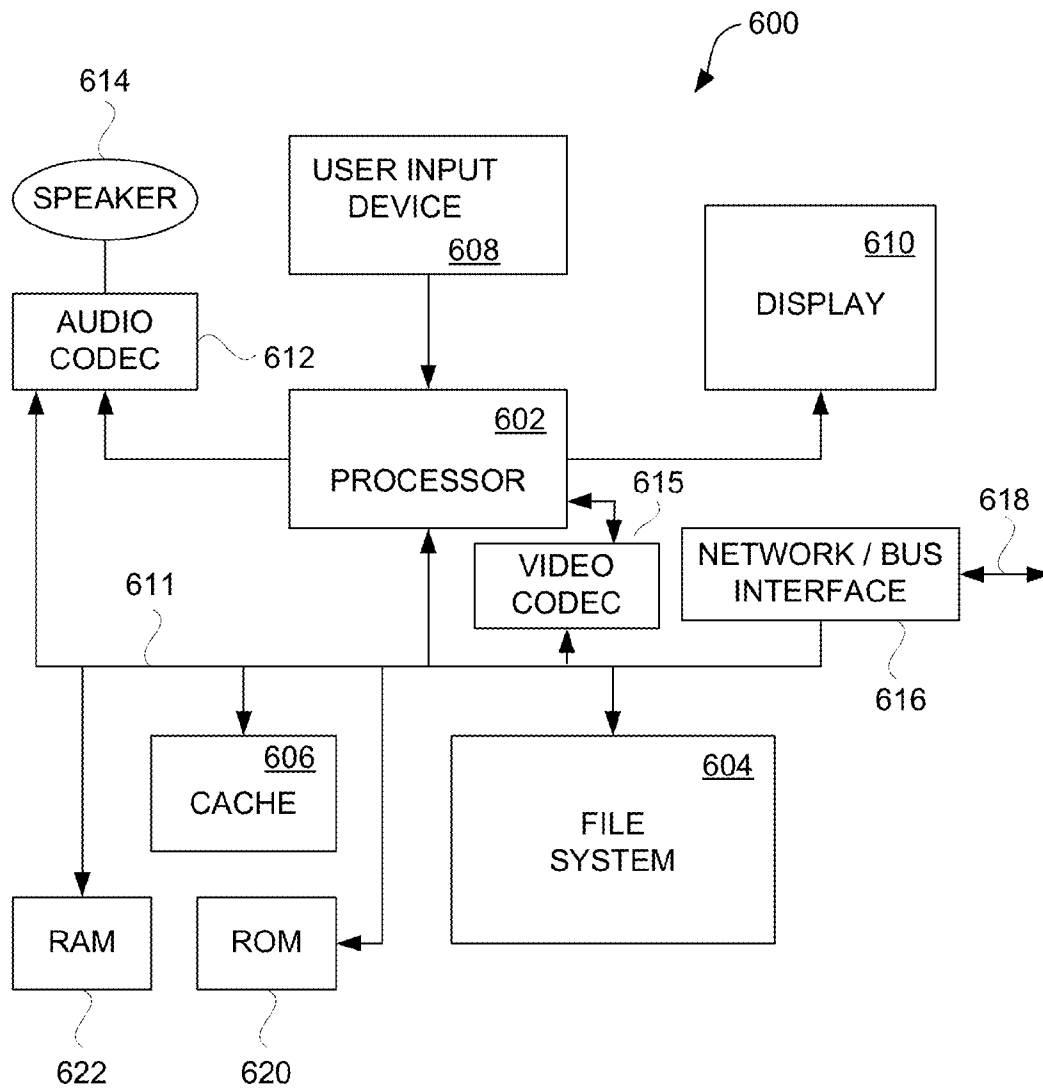 600
614
SPEAKER
USER INPUT
DEVICE
608
610
DISPLAY
AUDIO
CODEC
612
602
PROCESSOR
615
618
VIDEO
CODEC
NETWORK / BUS
INTERFACE
611
616
606
CACHE
604
FILE
SYSTEM
RAM
ROM
622
620